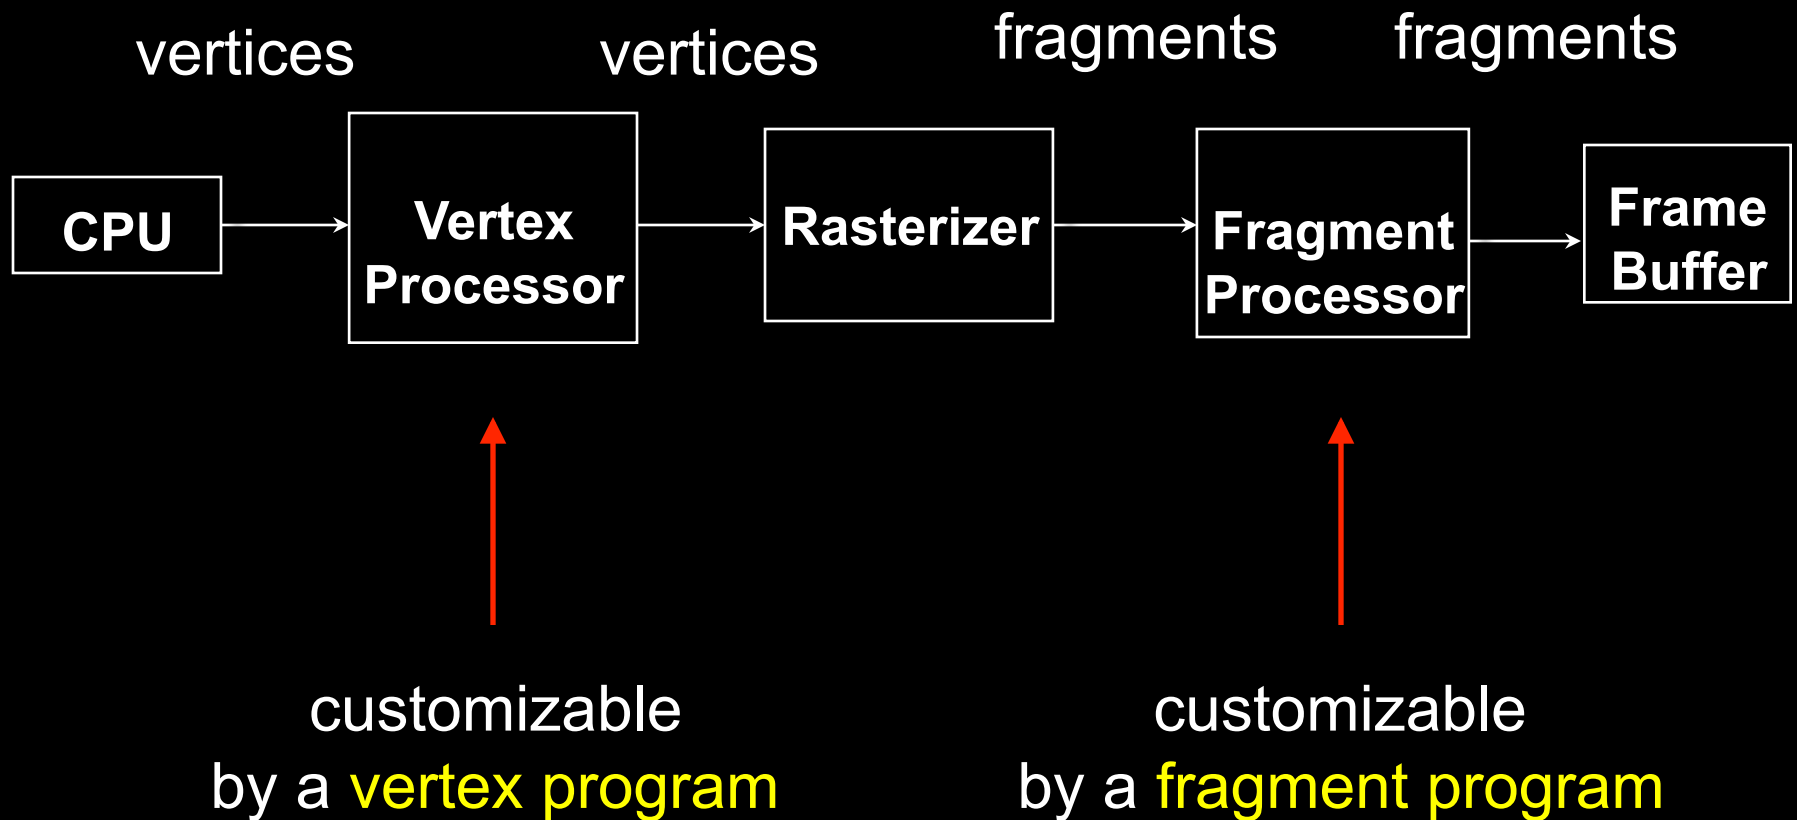 vertices
vertices
fragments
fragments
CPU
Vertex
Processor
Rasterizer
Fragment
Processor
Frame
Buffer
customizable
by a vertex program
customizable
by a fragment program